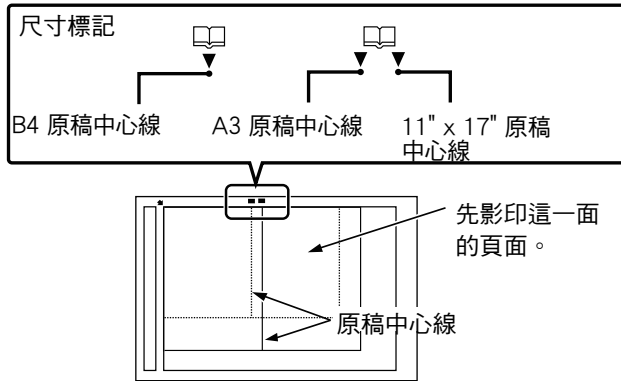 尺寸標記
B4 原稿中心線
A3 原稿中心線
11" x 17" 原稿
中心線
先影印這一面
的頁面。
原稿中心線